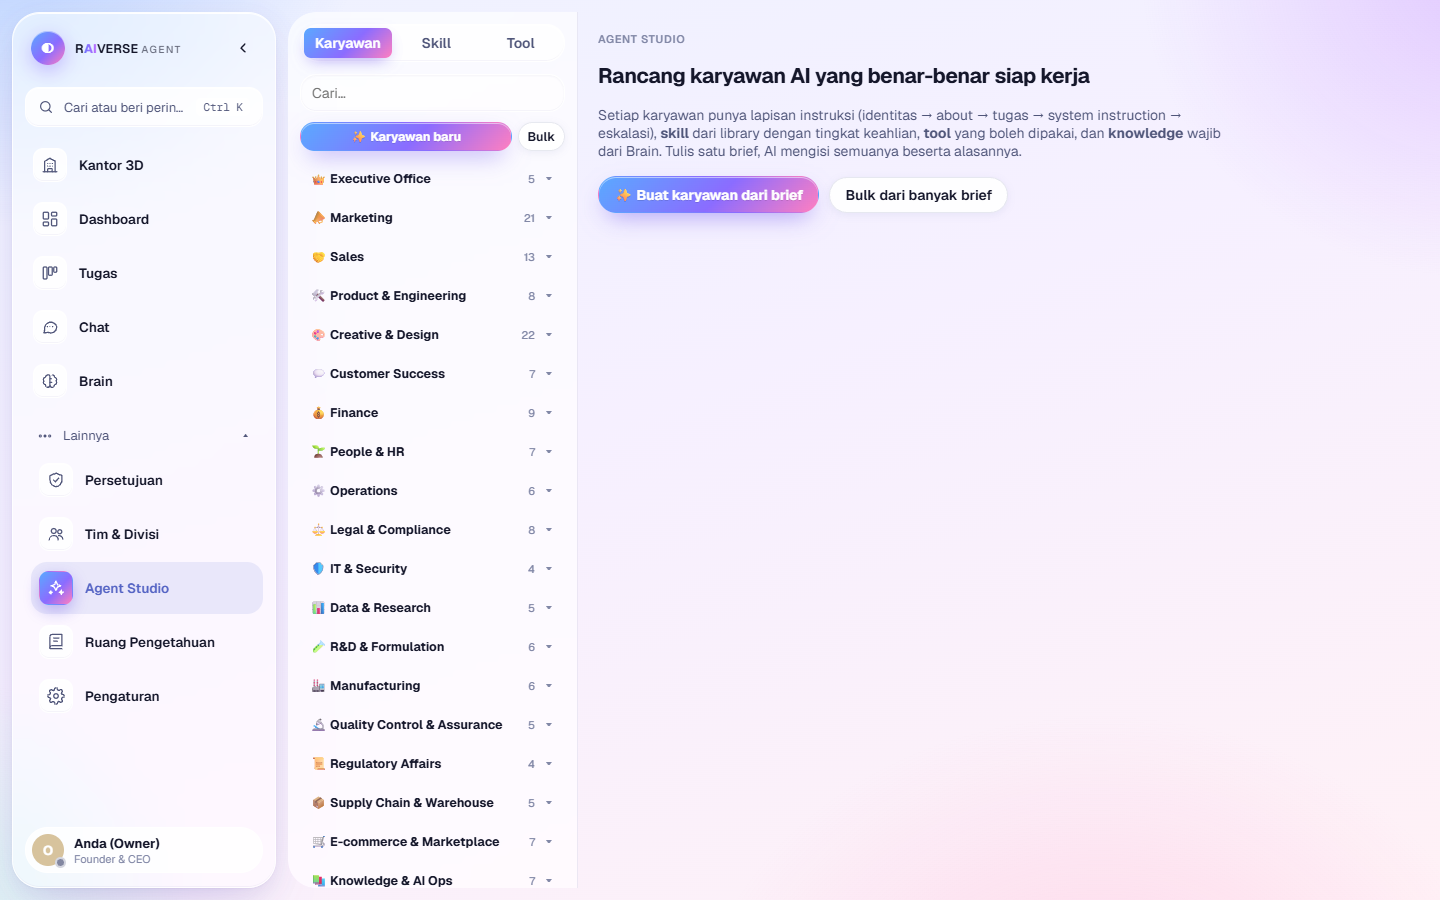 RAIVERSE AGENT
Cari atau beri perin... Ctrl K
Kantor 3D
Dashboard
Tugas
Chat
Brain
Lainnya
Persetujuan
Tim & Divisi
Agent Studio
Ruang Pengetahuan
Pengaturan
O
Anda (Owner)
Founder & CEO
Karyawan Skill Tool
Cari...
✨ Karyawan baru Bulk
Executive Office 5
Marketing 21
Sales 13
Product & Engineering 8
Creative & Design 22
Customer Success 7
Finance 9
People & HR 7
Operations 6
Legal & Compliance 8
IT & Security 4
Data & Research 5
R&D & Formulation 6
Manufacturing 6
Quality Control & Assurance 5
Regulatory Affairs 4
Supply Chain & Warehouse 5
E-commerce & Marketplace 7
Knowledge & AI Ops 7
AGENT STUDIO
Rancang karyawan AI yang benar-benar siap kerja
Setiap karyawan punya lapisan instruksi (identitas → about → tugas → system instruction →
eskalasi), skill dari library dengan tingkat keahlian, tool yang boleh dipakai, dan knowledge wajib
dari Brain. Tulis satu brief, AI mengisi semuanya beserta alasannya.
✨ Buat karyawan dari brief Bulk dari banyak brief